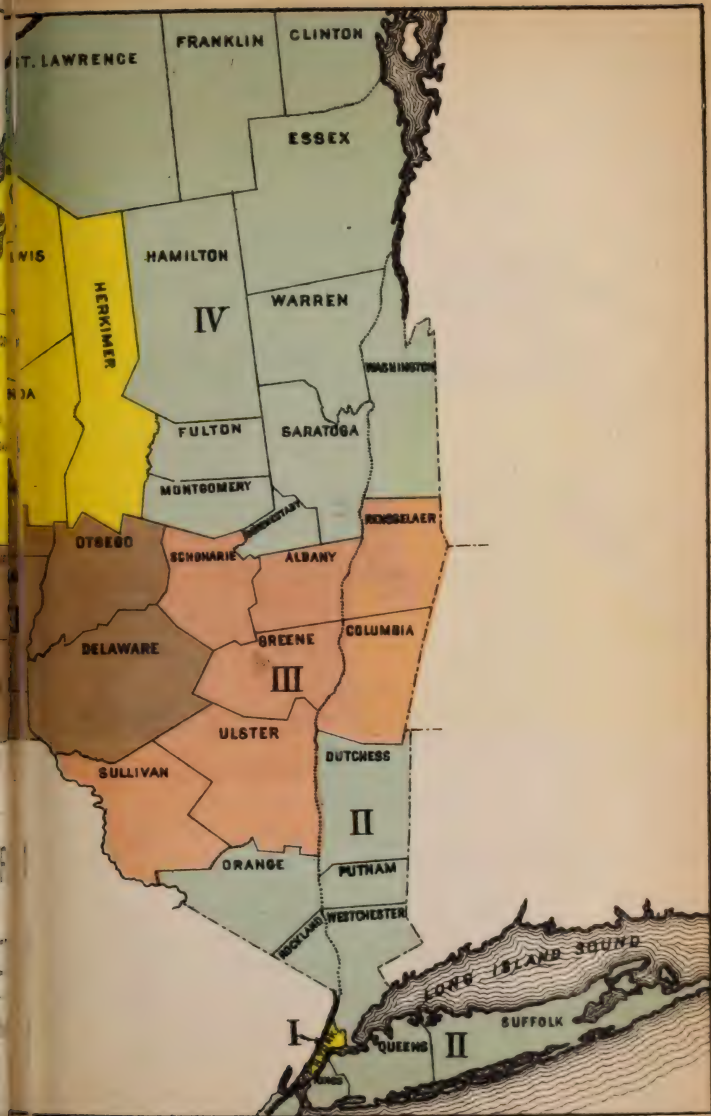 ST. LAWRENCE
FRANKLIN
CLINTON
ESSEX
HAMILTON
IV
WARREN
HERKIMER
WASHINGTON
FULTON
SARATOGA
MONTGOMERY
OTSEGO
SCHOHARIE
ALBANY
RENSSELAER
DELAWARE
GREENE
COLUMBIA
III
ULSTER
SULLIVAN
DUTCHESS
II
ORANGE
PUTNAM
ROCKLAND
WESTCHESTER
LONG ISLAND SOUND
I
QUEENS
SUFFOLK
II
KINGS